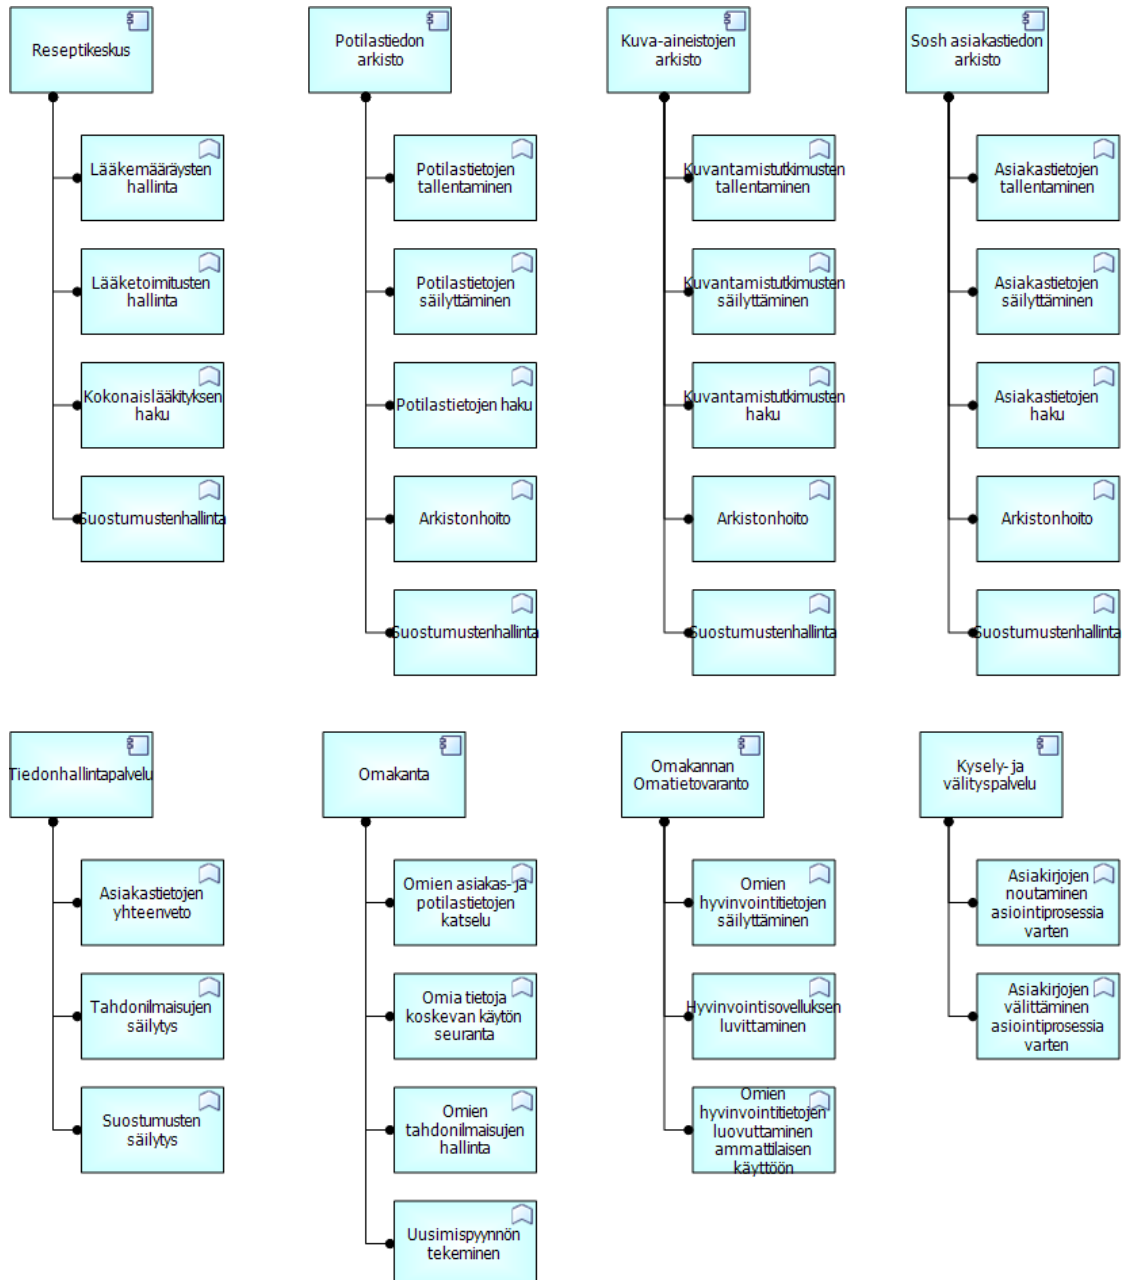 Reseptikeskus
Lääkemääräysten
hallinta
Lääketoimitusten
hallinta
Kokonaislääkityksen
haku
Suostumustenhallinta
Potilastiedon
arkisto
Potilastietojen
tallentaminen
Potilastietojen
säilyttäminen
Potilastietojen haku
Arkistonhoito
Suostumustenhallinta
Kuva-aineistojen
arkisto
Kuvantamistutkimusten
tallentaminen
Kuvantamistutkimusten
säilyttäminen
Kuvantamistutkimusten
haku
Arkistonhoito
Suostumustenhallinta
Sosh asiakastiedon
arkisto
Asiakastietojen
tallentaminen
Asiakastietojen
säilyttäminen
Asiakastietojen
haku
Arkistonhoito
Suostumustenhallinta
Tiedonhallintapalvelu
Asiakastietojen
yhteenveto
Tahdonilmaisujen
säilytys
Suostumusten
säilytys
Omakanta
Omien asiakas- ja
potilastietojen
katselu
Omia tietoja
koskevan käytön
seuranta
Omien
tahdonilmaisujen
hallinta
Uusimispyynnön
tekeminen
Omakannan
Omatietovaranto
Omien
hyvinvointitietojen
säilyttäminen
Hyvinvointisovelluksen
luvittaminen
Omien
hyvinvointitietojen
luovuttaminen
ammattilaisen
käyttöön
Kysely- ja
välityspalvelu
Asiakirjojen
noutaminen
asiointiprosessia
varten
Asiakirjojen
välittäminen
asiointiprosessia
varten